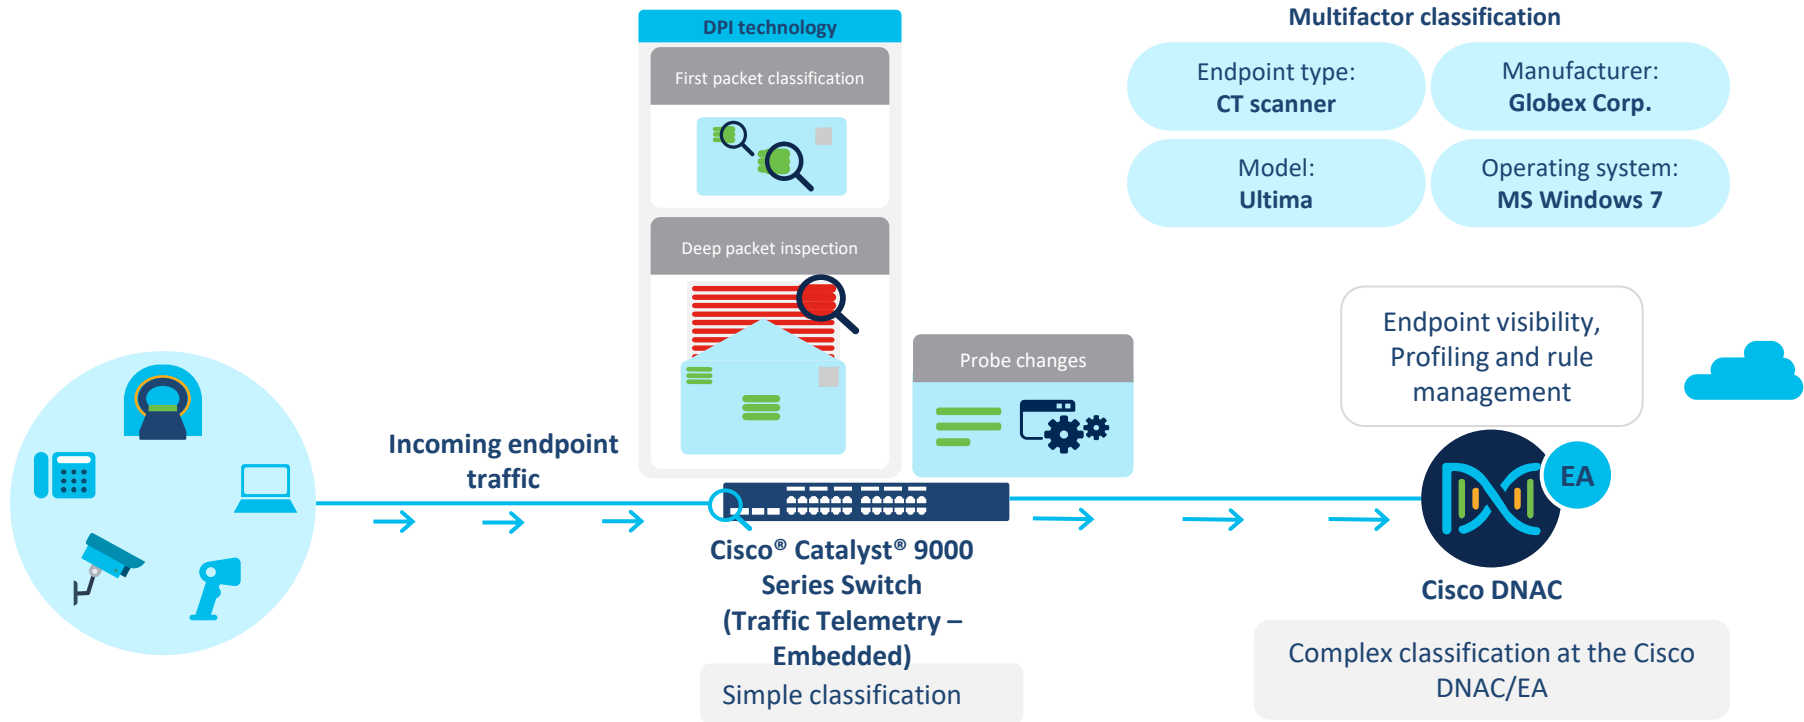 DPI technology
First packet classification
Deep packet inspection
Multifactor classification
Endpoint type:
CT scanner
Manufacturer:
Globex Corp.
Model:
Ultima
Operating system:
MS Windows 7
Endpoint visibility,
Profiling and rule
management
Probe changes
Incoming endpoint
traffic
EA
Cisco® Catalyst® 9000
Series Switch
(Traffic Telemetry –
Embedded)
Simple classification
Cisco DNAC
Complex classification at the Cisco
DNAC/EA